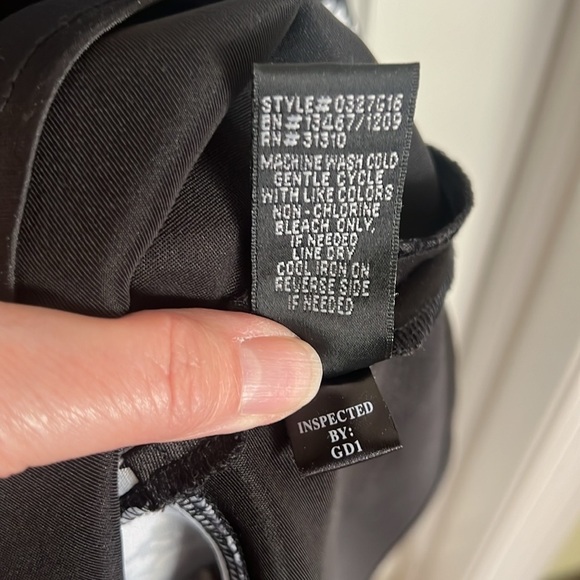 STYLE# 0327G16
BN # 13467/1209
RN# 31310
MACHINE WASH COLD
GENTLE CYCLE
WITH LIKE COLORS
NON-CHLORINE
BLEACH ONLY,
IF NEEDED
LINE DRY
COOL IRON ON
REVERSE SIDE
IF NEEDED
INSPECTED
BY:
GD1